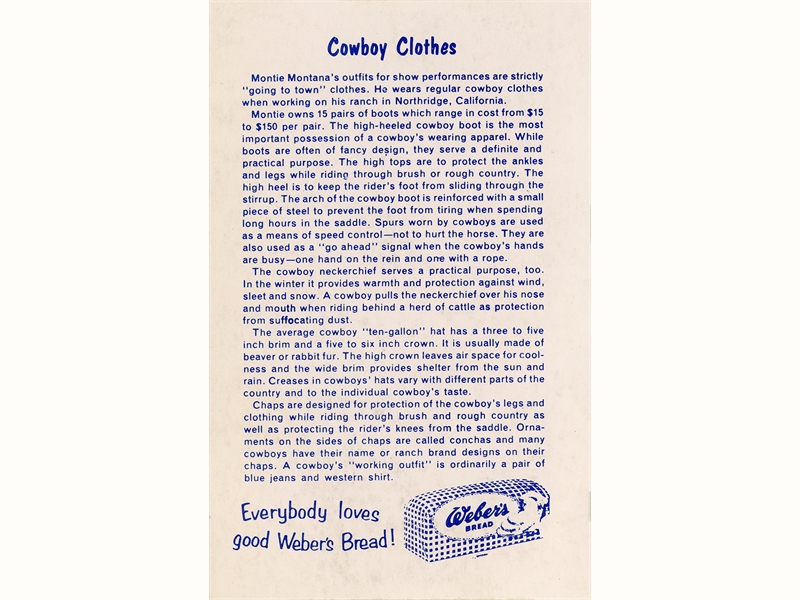 Cowboy Clothes
Montie Montana's outfits for show performances are strictly
"going to town" clothes. He wears regular cowboy clothes
when working on his ranch in Northridge, California.
Montie owns 15 pairs of boots which range in cost from $15
to $150 per pair. The high-heeled cowboy boot is the most
important possession of a cowboy's wearing apparel. While
boots are often of fancy design, they serve a definite and
practical purpose. The high tops are to protect the ankles
and legs while riding through brush or rough country. The
high heel is to keep the rider's foot from sliding through the
stirrup. The arch of the cowboy boot is reinforced with a small
piece of steel to prevent the foot from tiring when spending
long hours in the saddle. Spurs worn by cowboys are used
as a means of speed control—not to hurt the horse. They are
also used as a "go ahead" signal when the cowboy's hands
are busy—one hand on the rein and one with a rope.
The cowboy neckerchief serves a practical purpose, too.
In the winter it provides warmth and protection against wind,
sleet and snow. A cowboy pulls the neckerchief over his nose
and mouth when riding behind a herd of cattle as protection
from suffocating dust.
The average cowboy "ten-gallon" hat has a three to five
inch brim and a five to six inch crown. It is usually made of
beaver or rabbit fur. The high crown leaves air space for cool-
ness and the wide brim provides shelter from the sun and
rain. Creases in cowboys' hats vary with different parts of the
country and to the individual cowboy's taste.
Chaps are designed for protection of the cowboy's legs and
clothing while riding through brush and rough country as
well as protecting the rider's knees from the saddle. Orna-
ments on the sides of chaps are called conchas and many
cowboys have their name or ranch brand designs on their
chaps. A cowboy's "working outfit" is ordinarily a pair of
blue jeans and western shirt.
Everybody loves
good Weber's Bread!
Weber's
BREAD